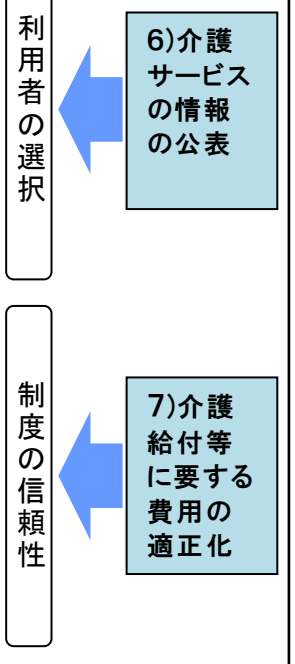 利用者の選択
6)介護
サービス
の情報
の公表
制度の信頼性
7)介護
給付等
に要する
費用の
適正化